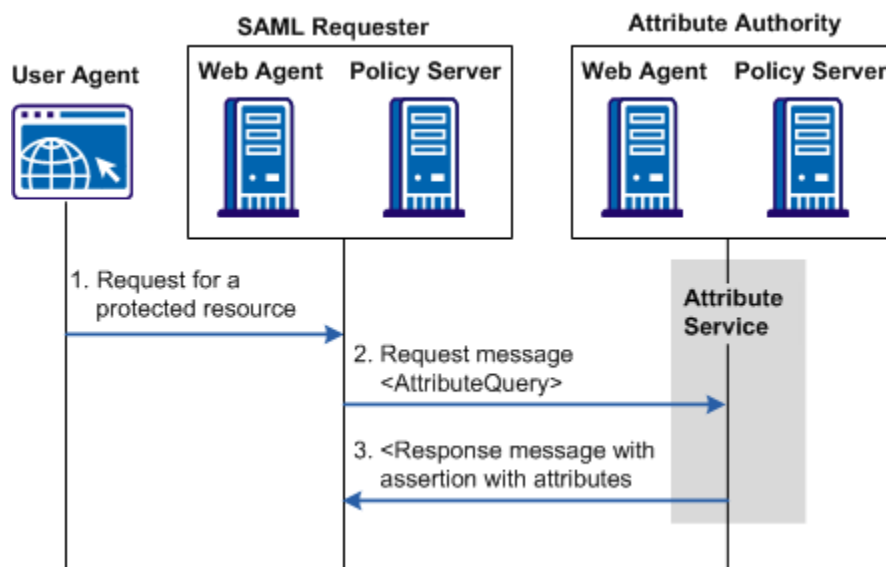 SAML Requester
Attribute Authority
User Agent
Web Agent
Policy Server
Web Agent
Policy Server
1. Request for a
protected resource
Attribute
Service
2. Request message
<AttributeQuery>
3. <Response message with
assertion with attributes